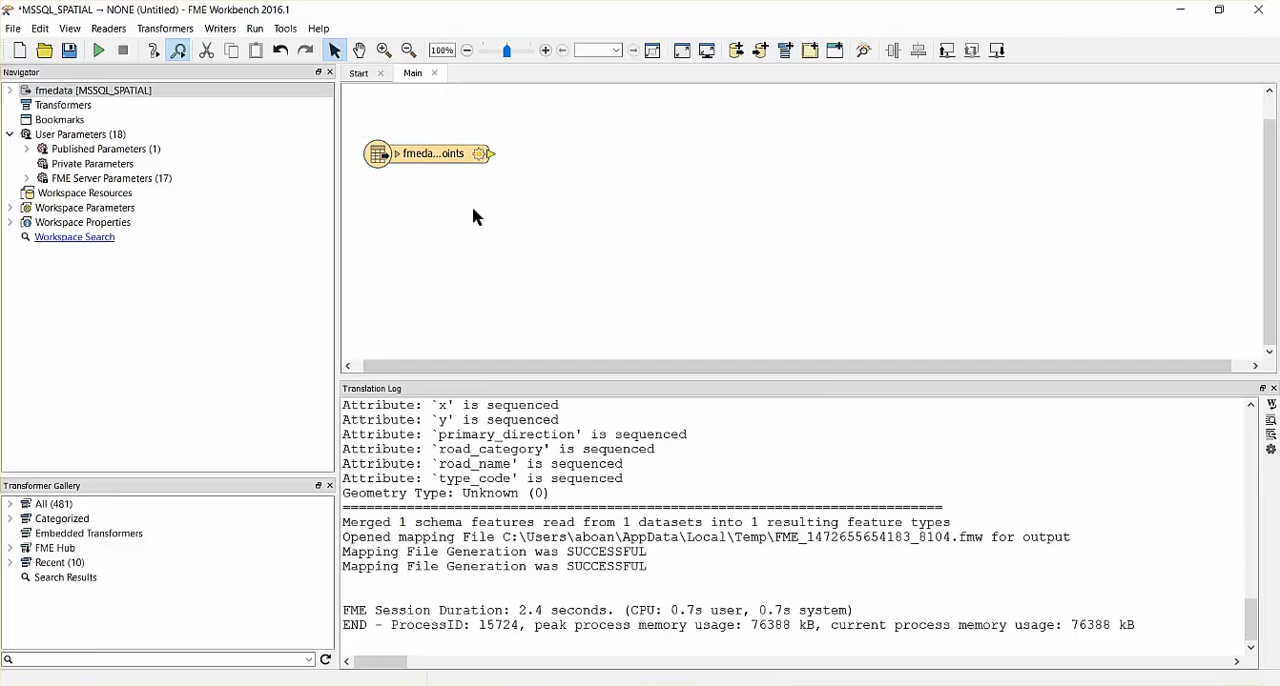 *MSSQL_SPATIAL → NONE (Untitled) - FME Workbench 2016.1
File Edit View Readers Transformers Writers Run Help
100%
Navigator
Start Main
fmedata [MSSQL_SPATIAL]
Transformers
Bookmarks
User Parameters (18)
Published Parameters (1)
Private Parameters
FME Server Parameters (17)
Workspace Resources
Workspace Parameters
Workspace Properties
Workspace Search
fmeda...oints
Transformer Gallery
All (481)
Categorized
Embedded Transformers
FME Hub
Recent (10)
Search Results
Translation Log
Attribute: `x' is sequenced
Attribute: `y' is sequenced
Attribute: `primary_direction' is sequenced
Attribute: `road_category' is sequenced
Attribute: `road_name' is sequenced
Attribute: `type_code' is sequenced
Geometry Type: Unknown (0)
Merged 1 schema features read from 1 datasets into 1 resulting feature types
Opened mapping File C:\Users\aboan\AppData\Local\Temp\FME_1472655654183_8104.fmw for output
Mapping File Generation was SUCCESSFUL
Mapping File Generation was SUCCESSFUL
FME Session Duration: 2.4 seconds. (CPU: 0.7s user, 0.7s system)
END - ProcessID: 15724, peak process memory usage: 76388 kB, current process memory usage: 76388 kB